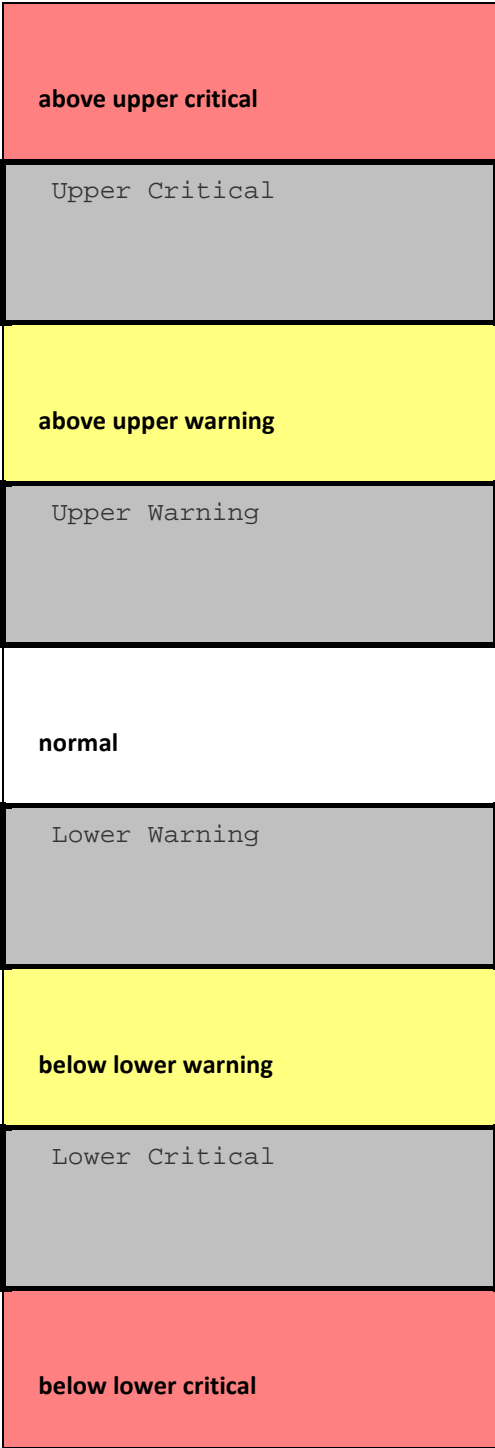 above upper critical
Upper Critical
above upper warning
Upper Warning
normal
Lower Warning
below lower warning
Lower Critical
below lower critical